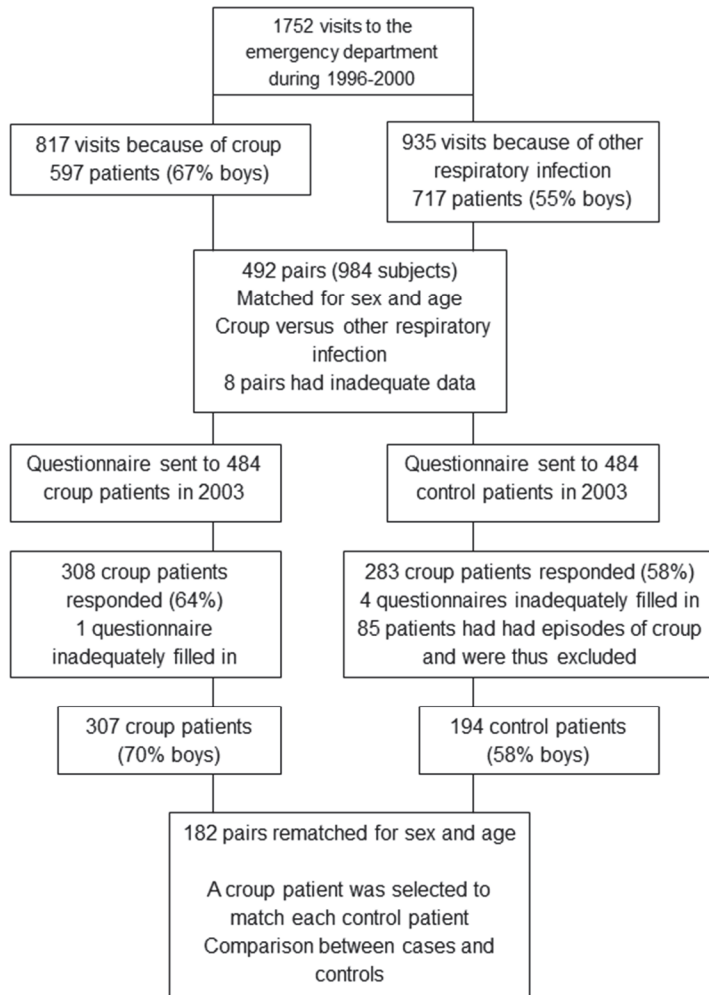 1752 visits to the
emergency department
during 1996-2000
817 visits because of croup
597 patients (67% boys)
935 visits because of other
respiratory infection
717 patients (55% boys)
492 pairs (984 subjects)
Matched for sex and age
Croup versus other respiratory
infection
8 pairs had inadequate data
Questionnaire sent to 484
croup patients in 2003
Questionnaire sent to 484
control patients in 2003
308 croup patients
responded (64%)
1 questionnaire
inadequately filled in
283 croup patients responded (58%)
4 questionnaires inadequately filled in
85 patients had had episodes of croup
and were thus excluded
307 croup patients
(70% boys)
194 control patients
(58% boys)
182 pairs rematched for sex and age
A croup patient was selected to
match each control patient
Comparison between cases and
controls